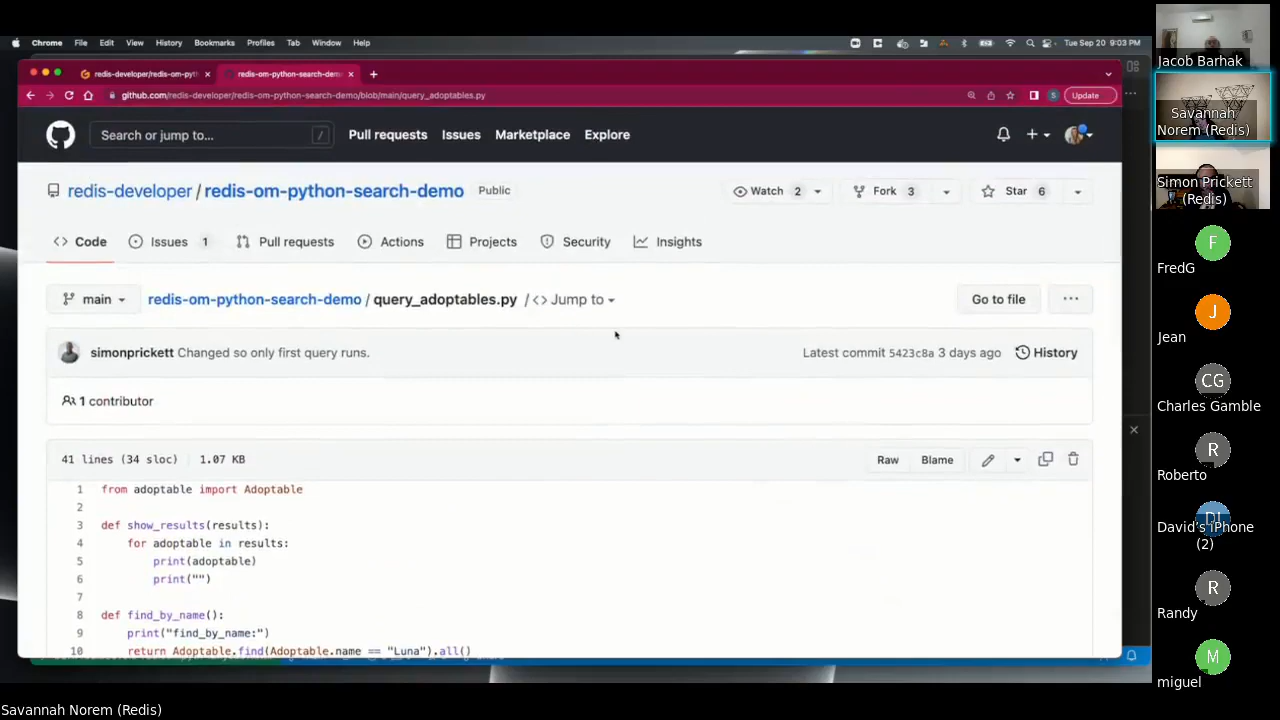 Chrome File Edit View History Bookmarks Profiles Tab Window Help
Tue Sep 20 9:03 PM
redis-developer/redis-om-pyth
redis-om-python-search-demo
github.com/redis-developer/redis-om-python-search-demo/blob/main/query_adoptables.py
S
Update
Search or jump to...
/
Pull requests Issues Marketplace Explore
redis-developer / redis-om-python-search-demo Public
Watch 2
Fork 3
Star 6
Code
Issues 1
Pull requests
Actions
Projects
Security
Insights
main
redis-om-python-search-demo / query_adoptables.py / <> Jump to
Go to file
...
simonprickett Changed so only first query runs.
Latest commit 5423c8a 3 days ago
History
1 contributor
41 lines (34 sloc) 1.07 KB
Raw Blame
1 from adoptable import Adoptable
2
3 def show_results(results):
4 for adoptable in results:
5 print(adoptable)
6 print("")
7
8 def find_by_name():
9 print("find_by_name:")
10 return Adoptable.find(Adoptable.name == "Luna").all()
Jacob Barhak
Savannah
Norem (Redis)
Simon Prickett
(Redis)
F
FredG
J
Jean
CG
Charles Gamble
R
Roberto
DI
David's iPhone
(2)
R
Randy
M
miguel
Savannah Norem (Redis)